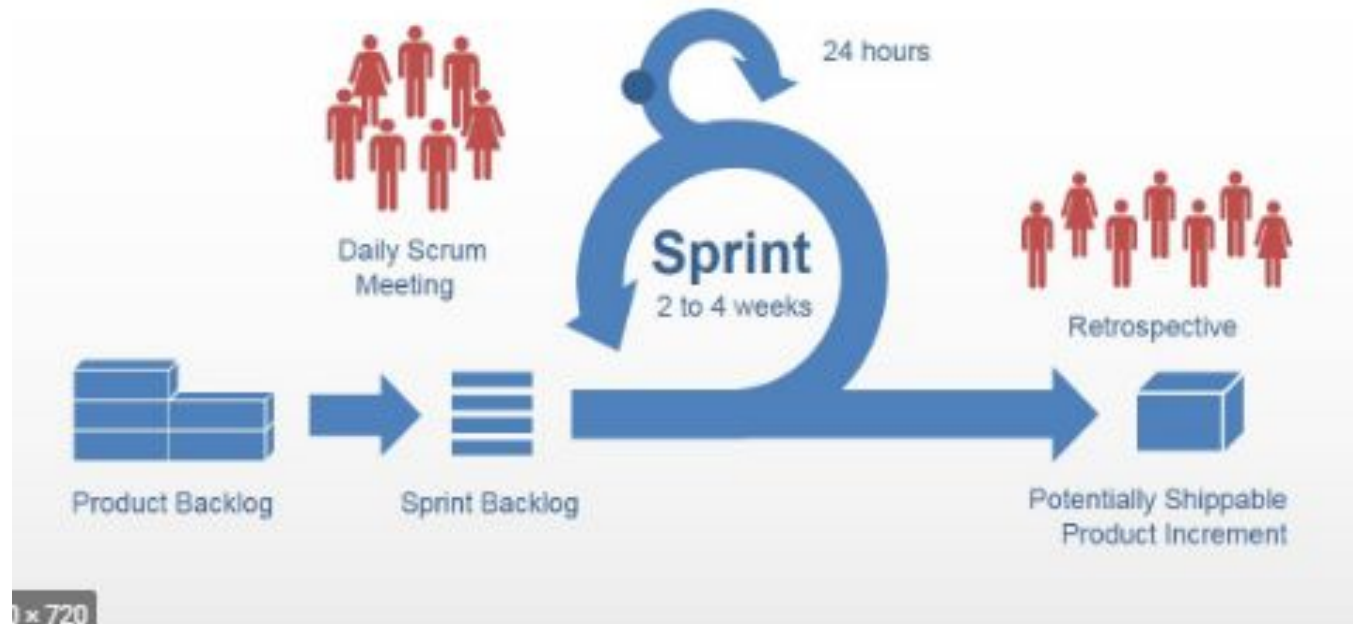 24 hours
Daily Scrum
Meeting
Sprint
2 to 4 weeks
Retrospective
Product Backlog
Sprint Backlog
Potentially Shippable
Product Increment
× 720